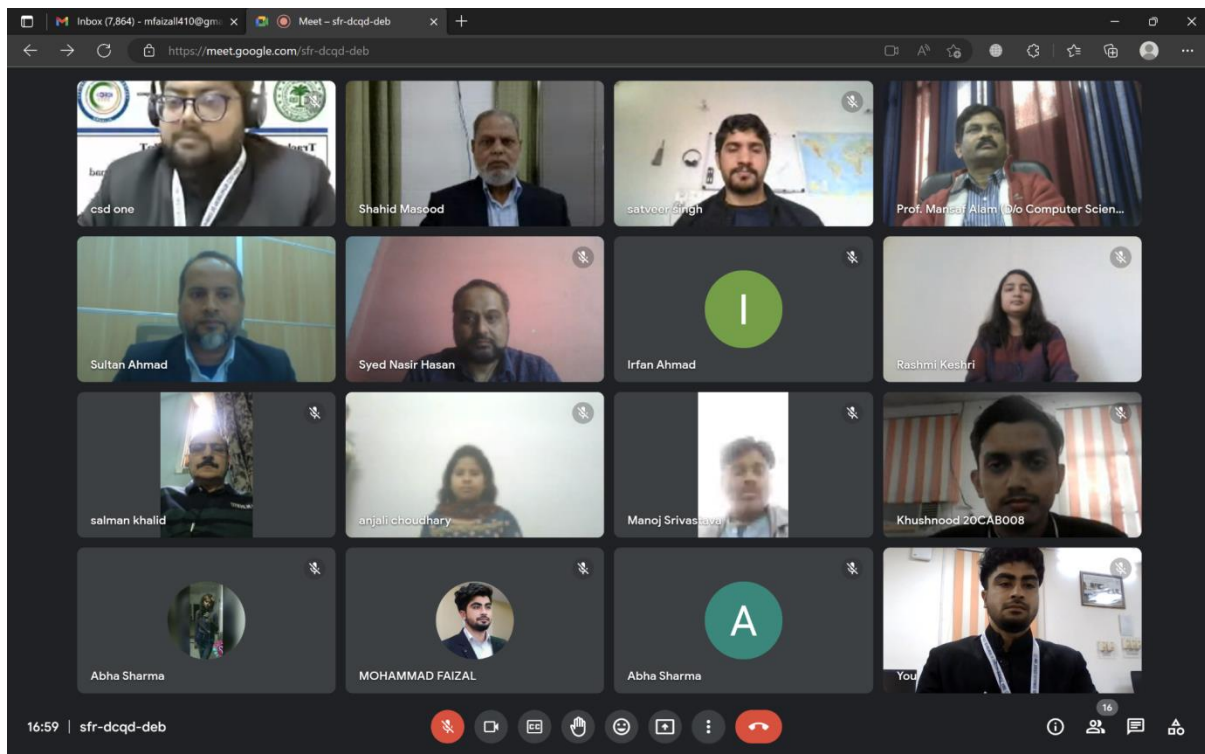 Inbox (7,864) - mfaizall410@gm
Meet – sfr-dcqd-deb
https://meet.google.com/sfr-dcqd-deb
csd one
Shahid Masood
satveer singh
Prof. Mansaf Alam (D/o Computer Scien...
Sultan Ahmad
Syed Nasir Hasan
I
Irfan Ahmad
Rashmi Keshri
salman khalid
anjali choudhary
Manoj Srivastava
Khushnood 20CAB008
Abha Sharma
MOHAMMAD FAIZAL
A
Abha Sharma
You
16:59 | sfr-dcqd-deb
CC
16